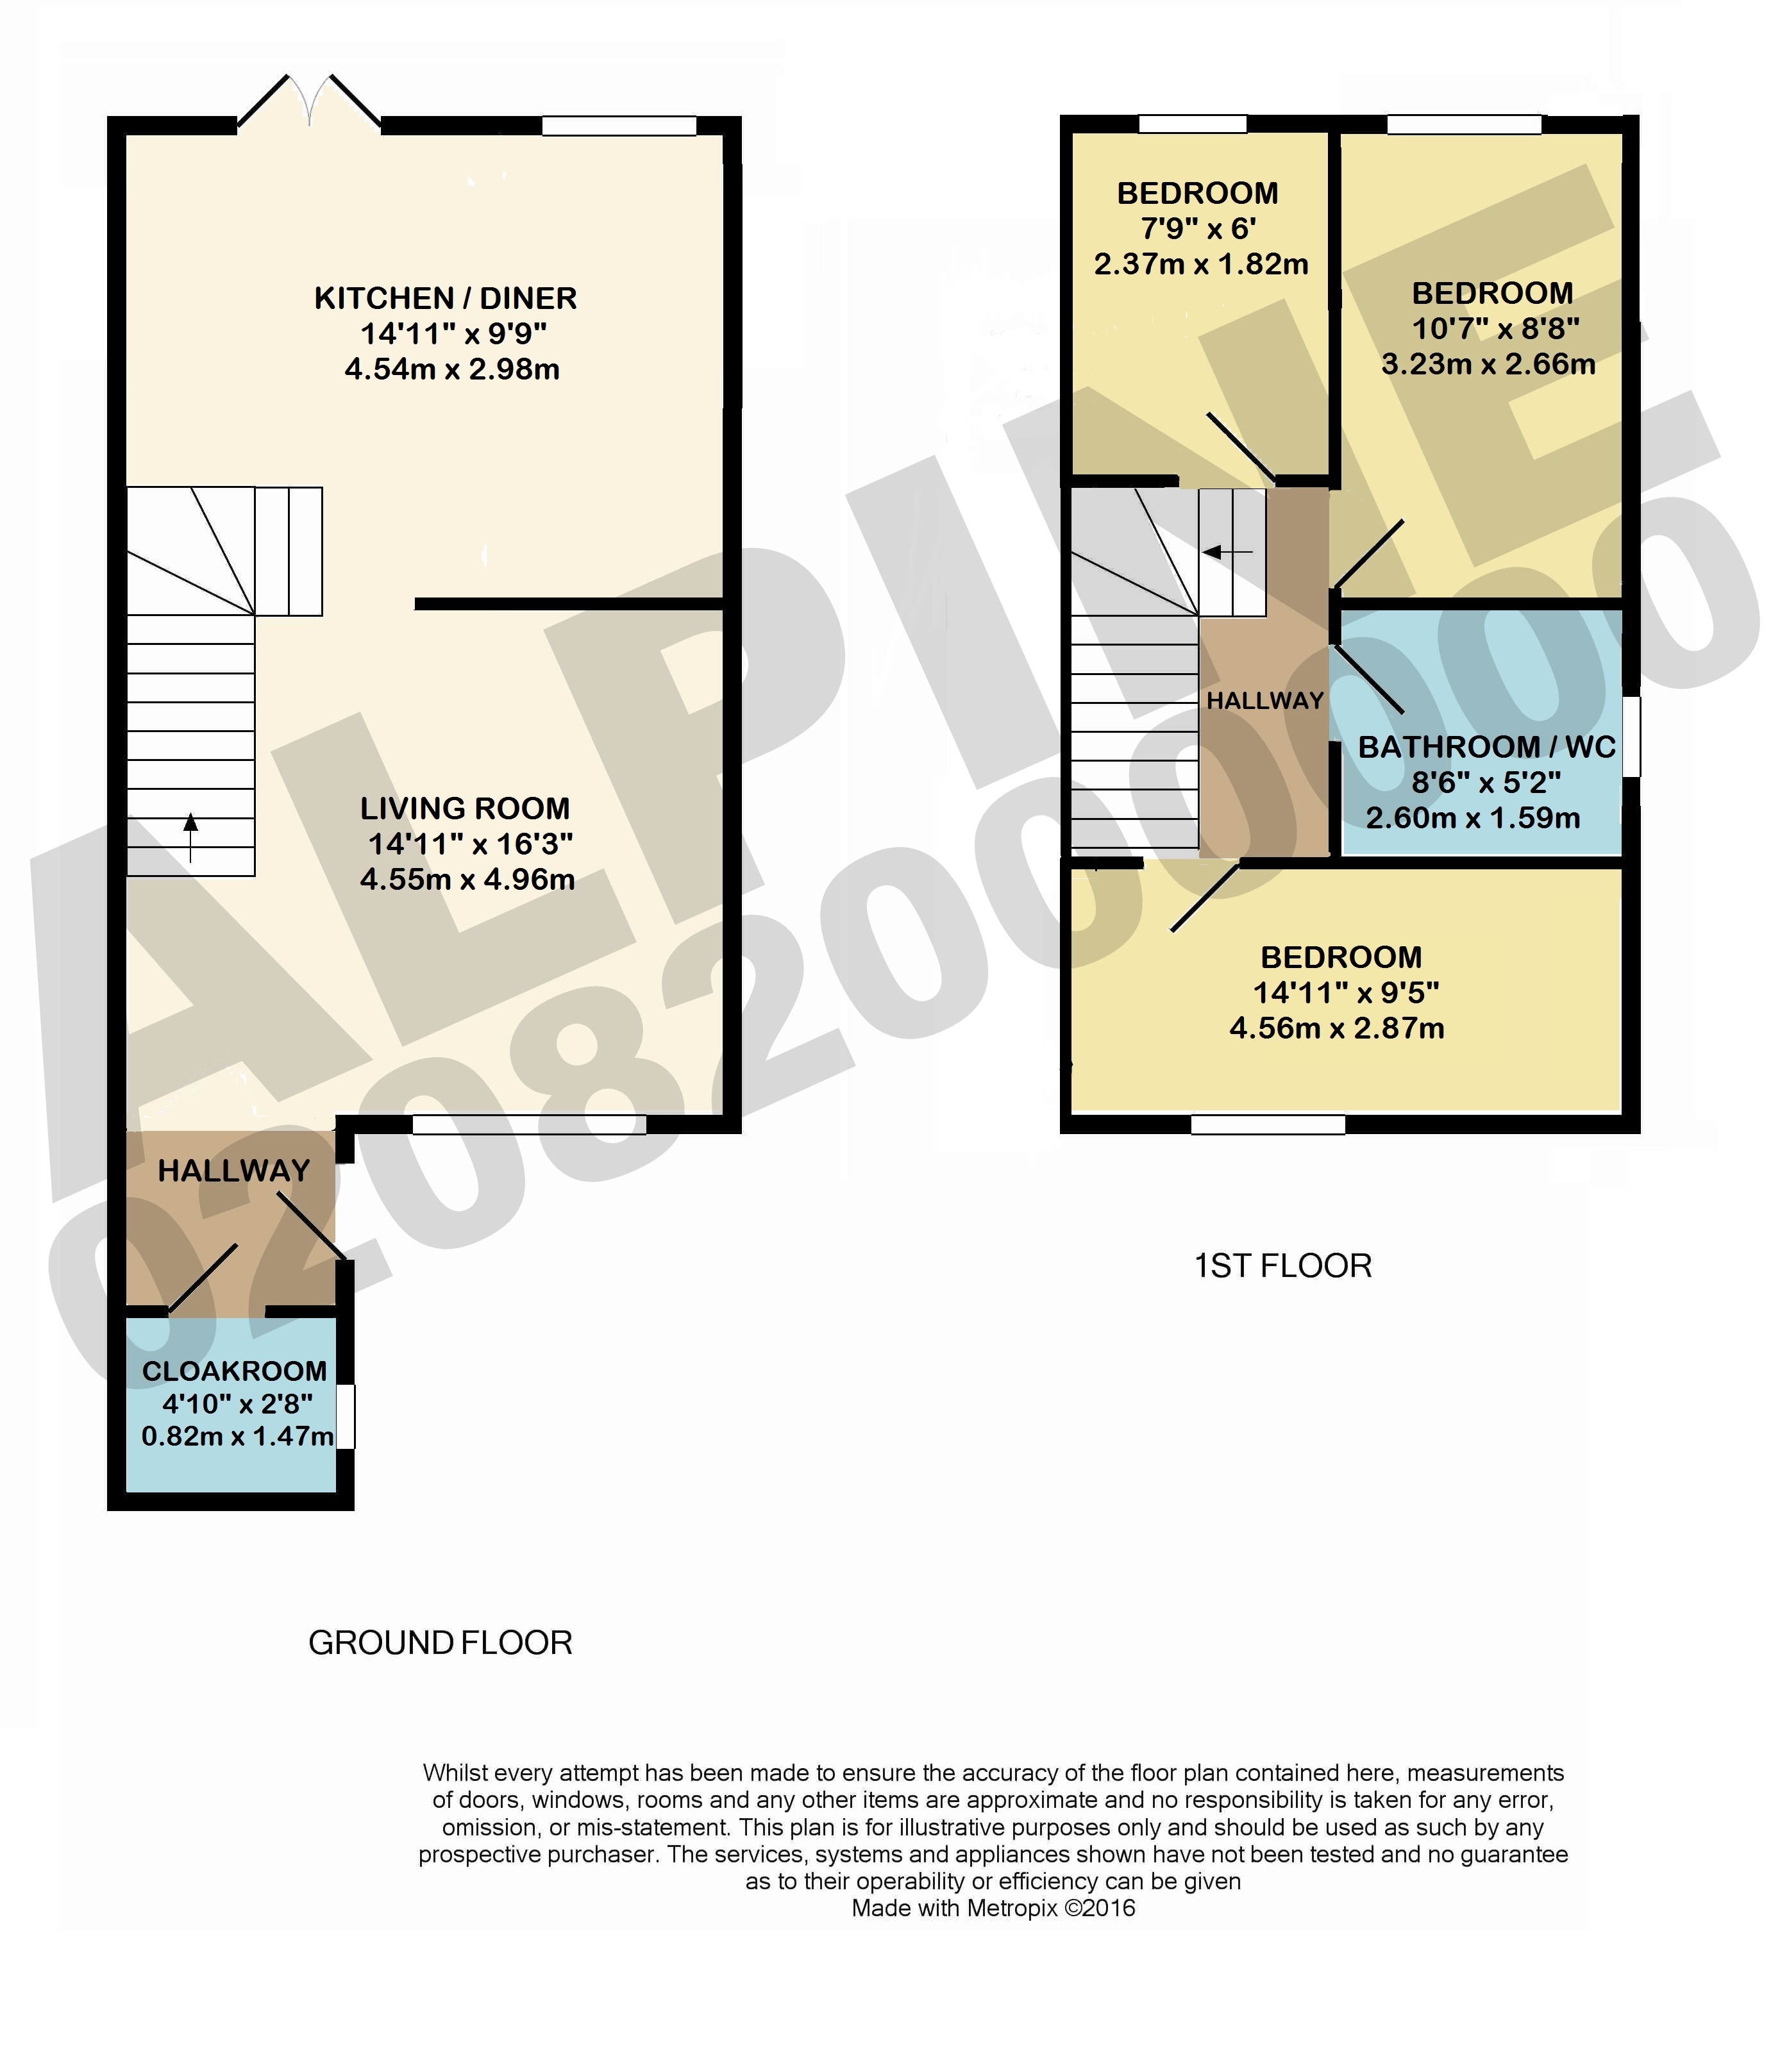 KITCHEN / DINER
14'11" x 9'9"
4.54m x 2.98m
LIVING ROOM
14'11" x 16'3"
4.55m x 4.96m
HALLWAY
CLOAKROOM
4'10" x 2'8"
0.82m x 1.47m
GROUND FLOOR
BEDROOM
7'9" x 6'
2.37m x 1.82m
BEDROOM
10'7" x 8'8"
3.23m x 2.66m
HALLWAY
BATHROOM / WC
8'6" x 5'2"
2.60m x 1.59m
BEDROOM
14'11" x 9'5"
4.56m x 2.87m
1ST FLOOR
ALPINE
02082000000
Whilst every attempt has been made to ensure the accuracy of the floor plan contained here, measurements
of doors, windows, rooms and any other items are approximate and no responsibility is taken for any error,
omission, or mis-statement. This plan is for illustrative purposes only and should be used as such by any
prospective purchaser. The services, systems and appliances shown have not been tested and no guarantee
as to their operability or efficiency can be given
Made with Metropix ©2016